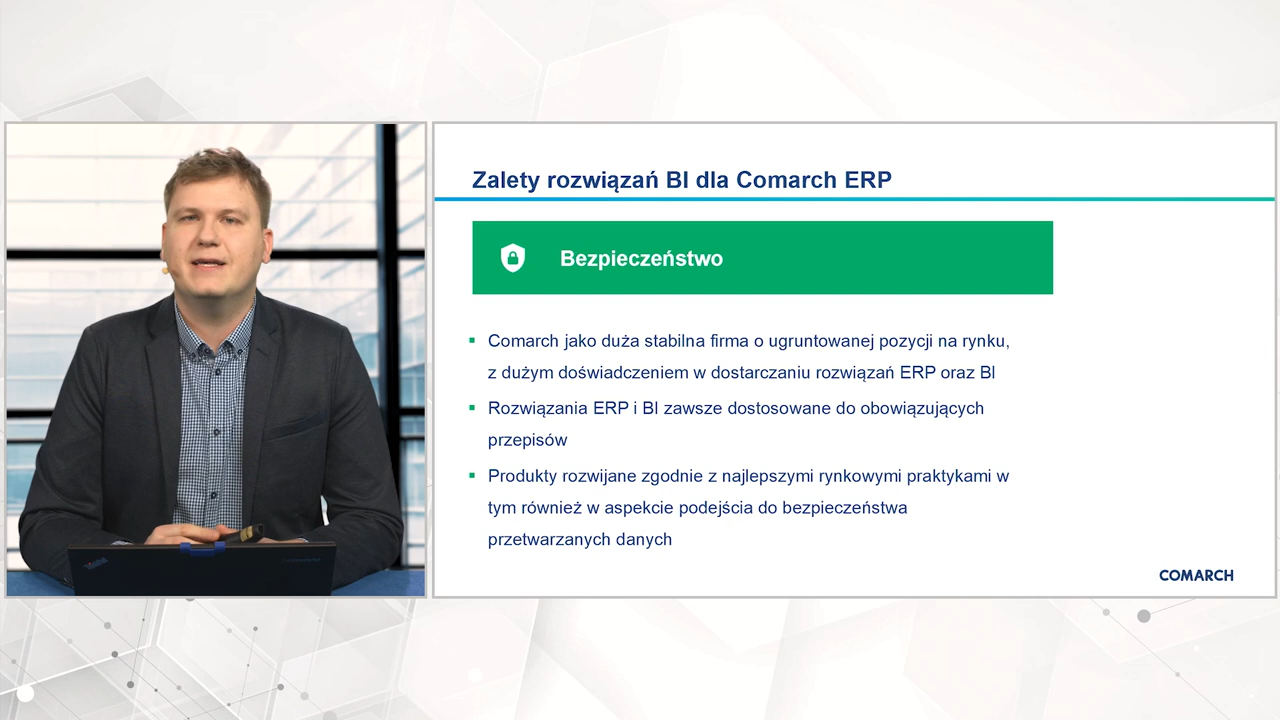 Zalety rozwiązań BI dla Comarch ERP
Bezpieczeństwo
Comarch jako duża stabilna firma o ugruntowanej pozycji na rynku,
z dużym doświadczeniem w dostarczaniu rozwiązań ERP oraz BI
Rozwiązania ERP i BI zawsze dostosowane do obowiązujących
przepisów
Produkty rozwijane zgodnie z najlepszymi rynkowymi praktykami w
tym również w aspekcie podejścia do bezpieczeństwa
przetwarzanych danych
COMARCH